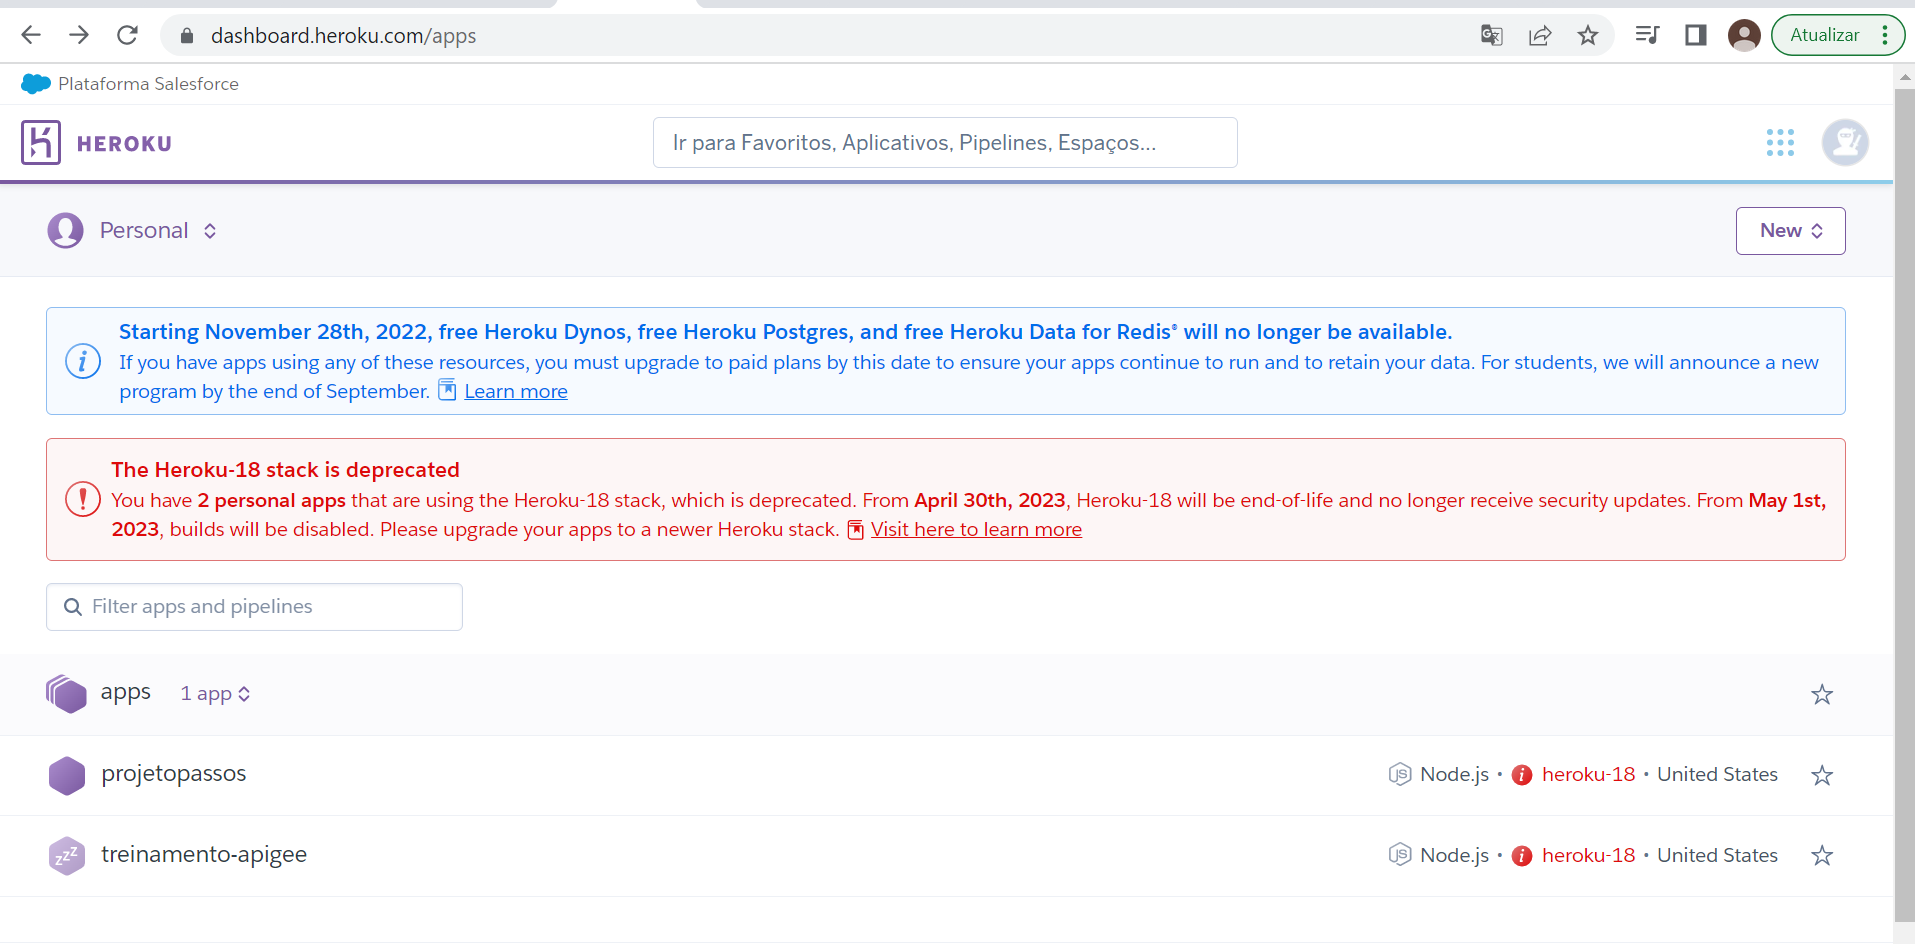 dashboard.heroku.com/apps
Atualizar
Plataforma Salesforce
HEROKU
Ir para Favoritos, Aplicativos, Pipelines, Espaços...
Personal
New
Starting November 28th, 2022, free Heroku Dynos, free Heroku Postgres, and free Heroku Data for Redis® will no longer be available.
If you have apps using any of these resources, you must upgrade to paid plans by this date to ensure your apps continue to run and to retain your data. For students, we will announce a new
program by the end of September. Learn more
The Heroku-18 stack is deprecated
You have 2 personal apps that are using the Heroku-18 stack, which is deprecated. From April 30th, 2023, Heroku-18 will be end-of-life and no longer receive security updates. From May 1st,
2023, builds will be disabled. Please upgrade your apps to a newer Heroku stack. Visit here to learn more
Filter apps and pipelines
apps 1 app
projetopassos JS Node.js • i heroku-18 • United States
zzZ treinamento-apigee JS Node.js • i heroku-18 • United States